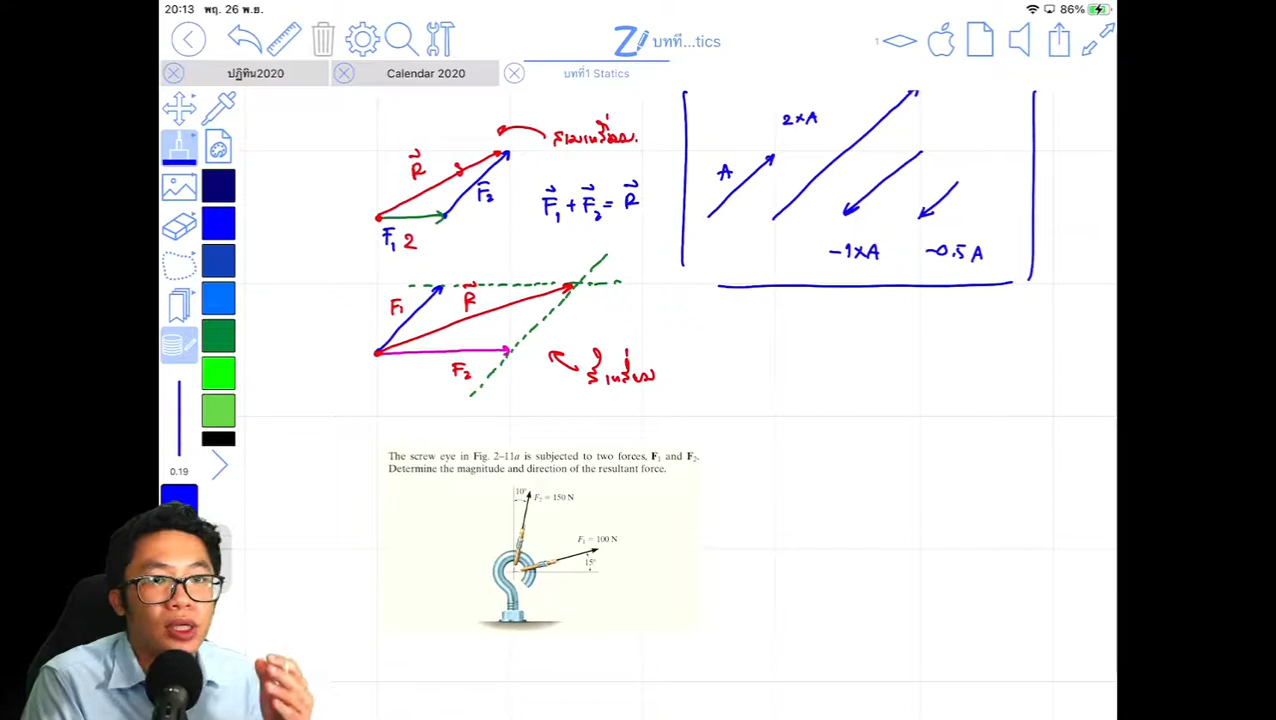 20:13 พฤ. 26 พ.ย.
86%
บทที...tics
1
ปฏิทิน2020
Calendar 2020
บทที่1 Statics
0.19
R
สามเหลี่ยม.
F₂
F₁ 2
F₁ + F₂ = R
A
2×A
-1×A
-0.5A
F₁
R
F₂
สี่เหลี่ยม
The screw eye in Fig. 2–11a is subjected to two forces, F₁ and F₂.
Determine the magnitude and direction of the resultant force.
10°
F₂ = 150 N
F₁ = 100 N
15°